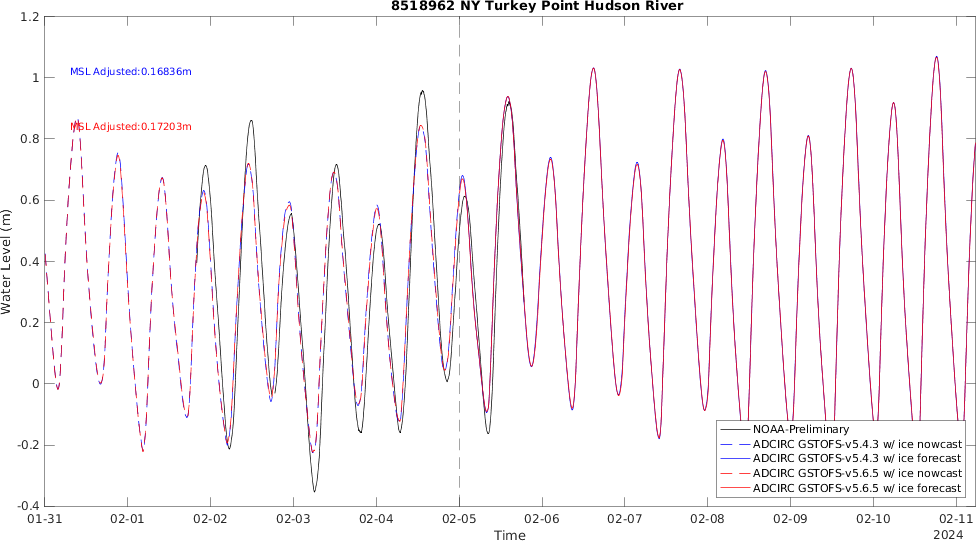 8518962 NY Turkey Point Hudson River
1.2
1
0.8
0.6
0.4
0.2
0
-0.2
-0.4
Water Level (m)
MSL Adjusted:0.16836m
MSL Adjusted:0.17203m
NOAA-Preliminary
ADCIRC GSTOFS-v5.4.3 w/ ice nowcast
ADCIRC GSTOFS-v5.4.3 w/ ice forecast
ADCIRC GSTOFS-v5.6.5 w/ ice nowcast
ADCIRC GSTOFS-v5.6.5 w/ ice forecast
01-31 02-01 02-02 02-03 02-04 02-05 02-06 02-07 02-08 02-09 02-10 02-11
Time
2024